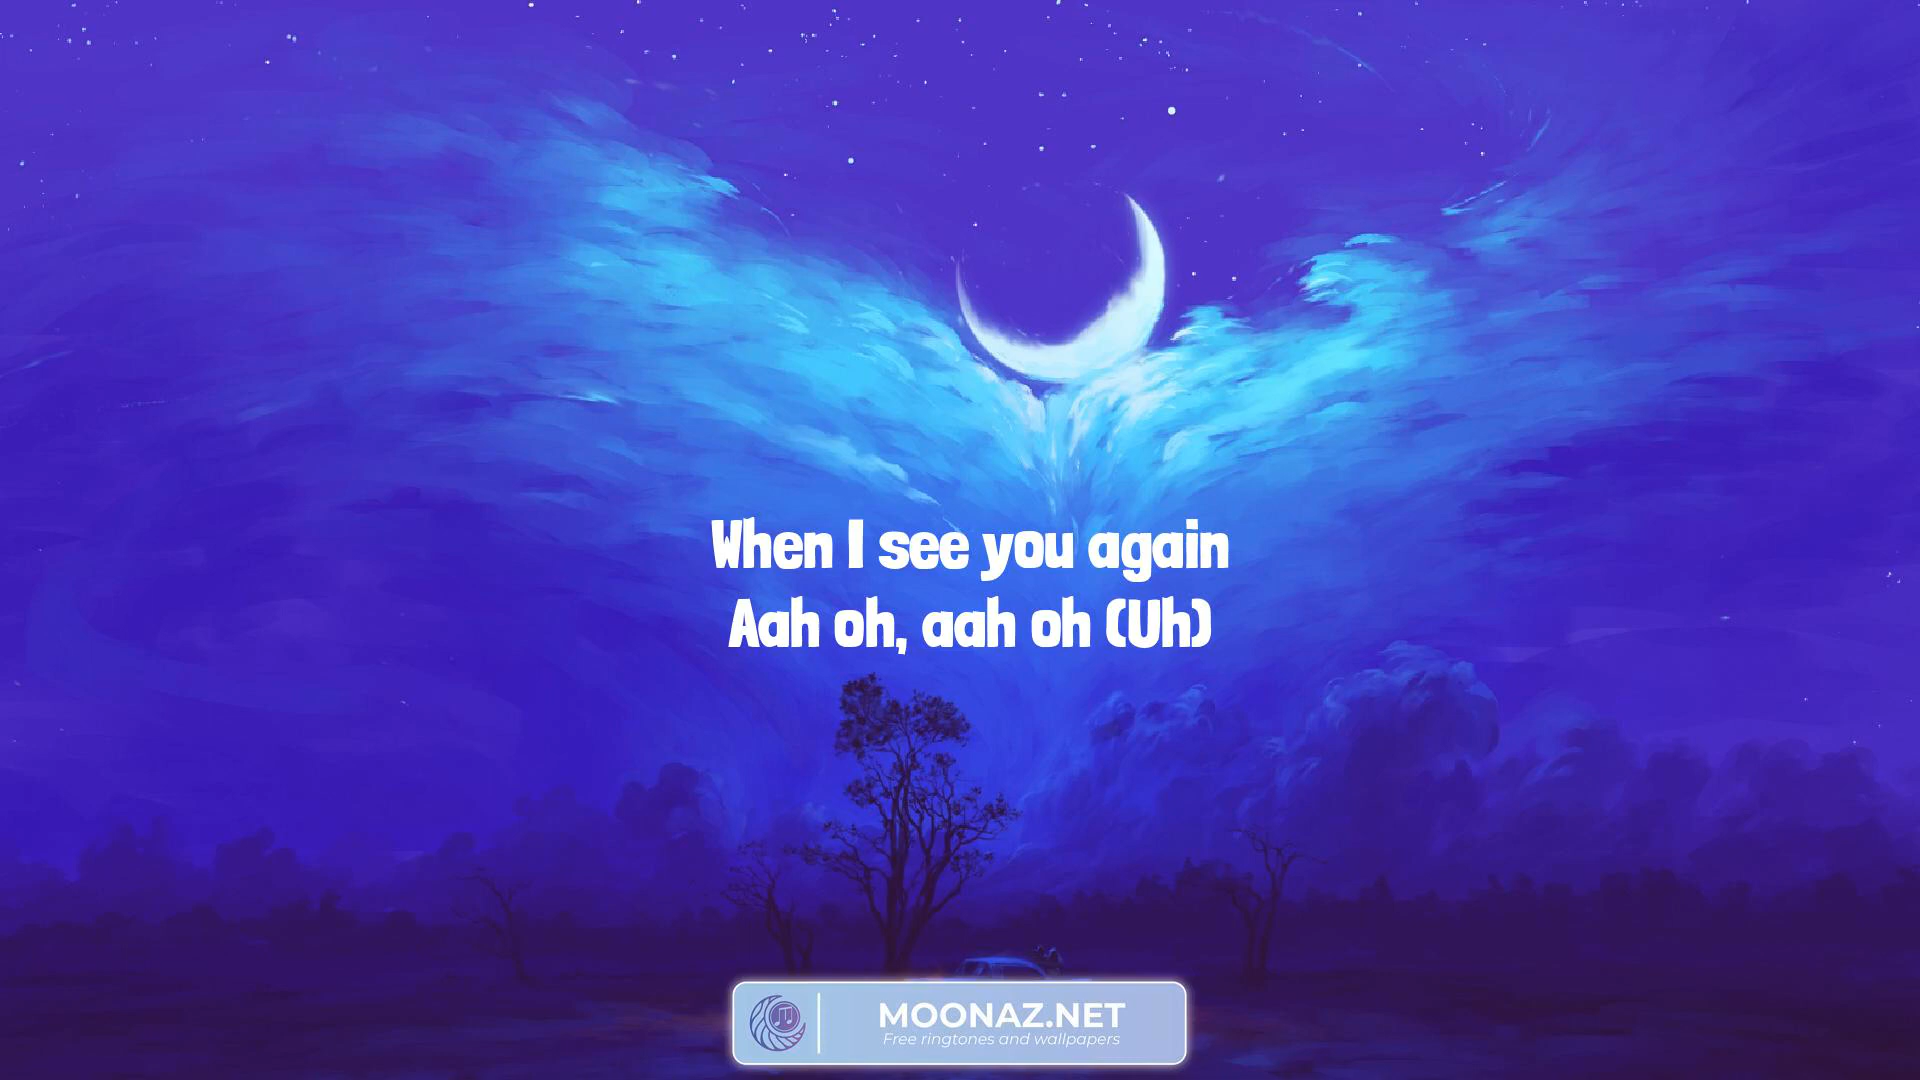 When I see you again
Aah oh, aah oh (Uh)
MOONAZ.NET
Free ringtones and wallpapers